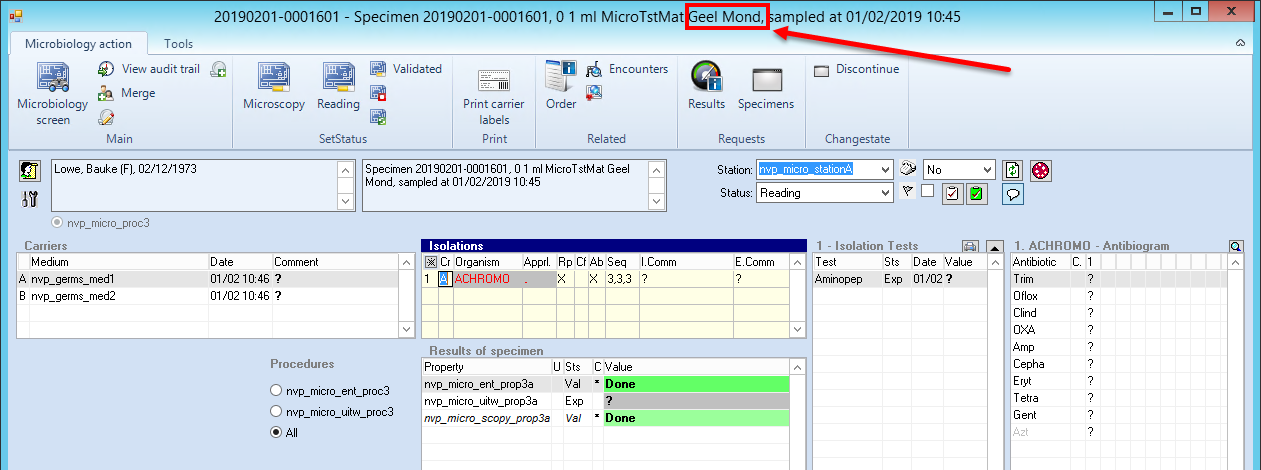 20190201-0001601 - Specimen 20190201-0001601, 0 1 ml MicroTstMat Geel Mond, sampled at 01/02/2019 10:45
Microbiology action Tools
Microbiology screen
View audit trail
Merge
Main
Microscopy
Reading
Validated
SetStatus
Print carrier labels
Print
Order
Encounters
Related
Results
Specimens
Requests
Discontinue
Changestate
Lowe, Bauke (F), 02/12/1973
Specimen 20190201-0001601, 0 1 ml MicroTstMat Geel
Mond, sampled at 01/02/2019 10:45
Station: nvp_micro_stationA No
Status: Reading
nvp_micro_proc3
Carriers
Medium Date Comment
A nvp_germs_med1 01/02 10:46 ?
B nvp_germs_med2 01/02 10:46 ?
Isolations
Cr Organism Apprl. Rp Cf Ab Seq I.Comm E.Comm
1 A ACHROMO . X X 3,3,3 ? ?
1 - Isolation Tests
Test Sts Date Value
Aminopep Exp 01/02 ?
1. ACHROMO - Antibiogram
Antibiotic C. 1
Trim ?
Oflox ?
Clind ?
OXA ?
Amp ?
Cepha ?
Eryt ?
Tetra ?
Gent ?
Azt ?
Procedures
nvp_micro_ent_proc3
nvp_micro_uitw_proc3
All
Results of specimen
Property U Sts C Value
nvp_micro_ent_prop3a Val * Done
nvp_micro_uitw_prop3a Exp ?
nvp_micro_scopy_prop3a Val * Done